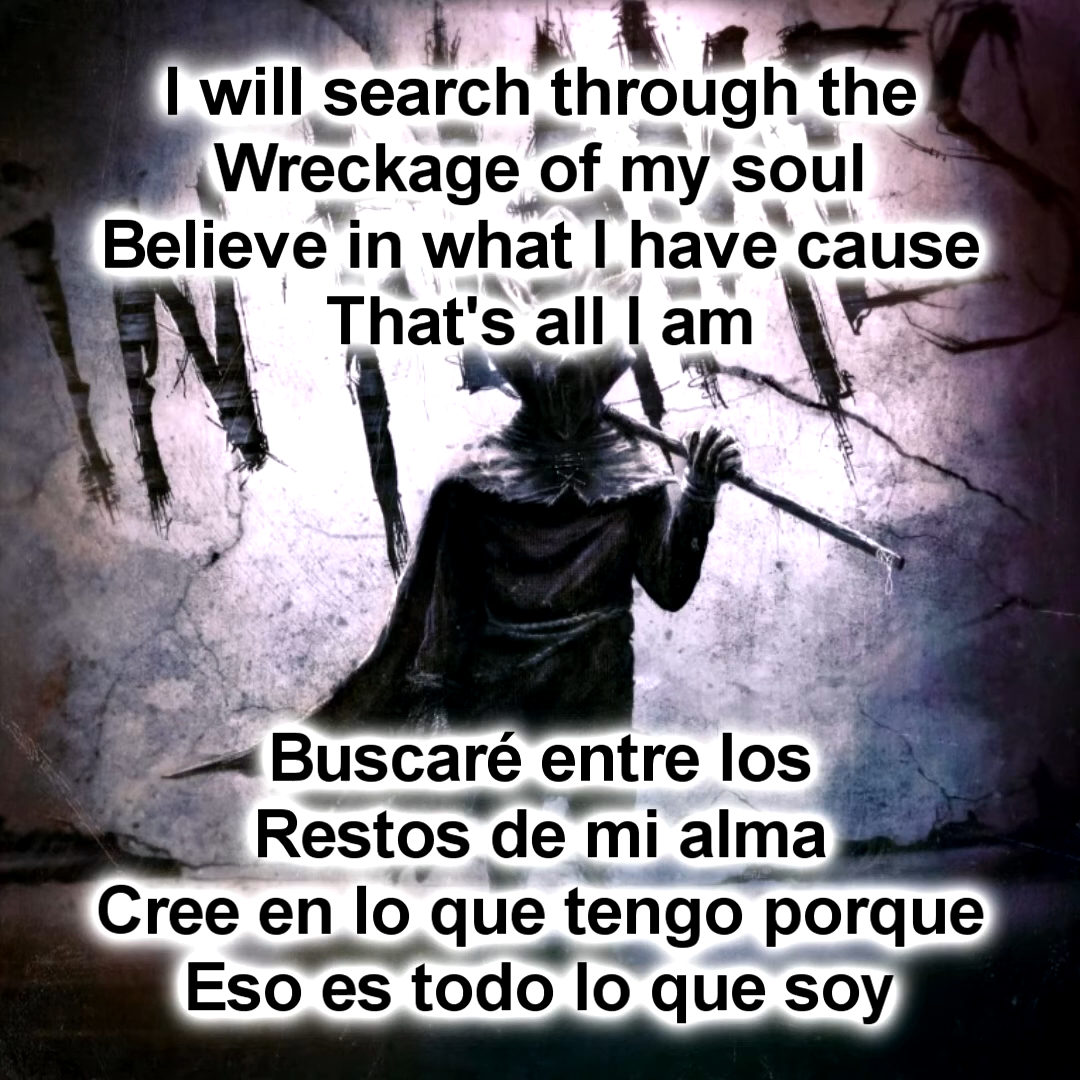 I will search through the
Wreckage of my soul
Believe in what I have cause
That's all I am
Buscaré entre los
Restos de mi alma
Cree en lo que tengo porque
Eso es todo lo que soy